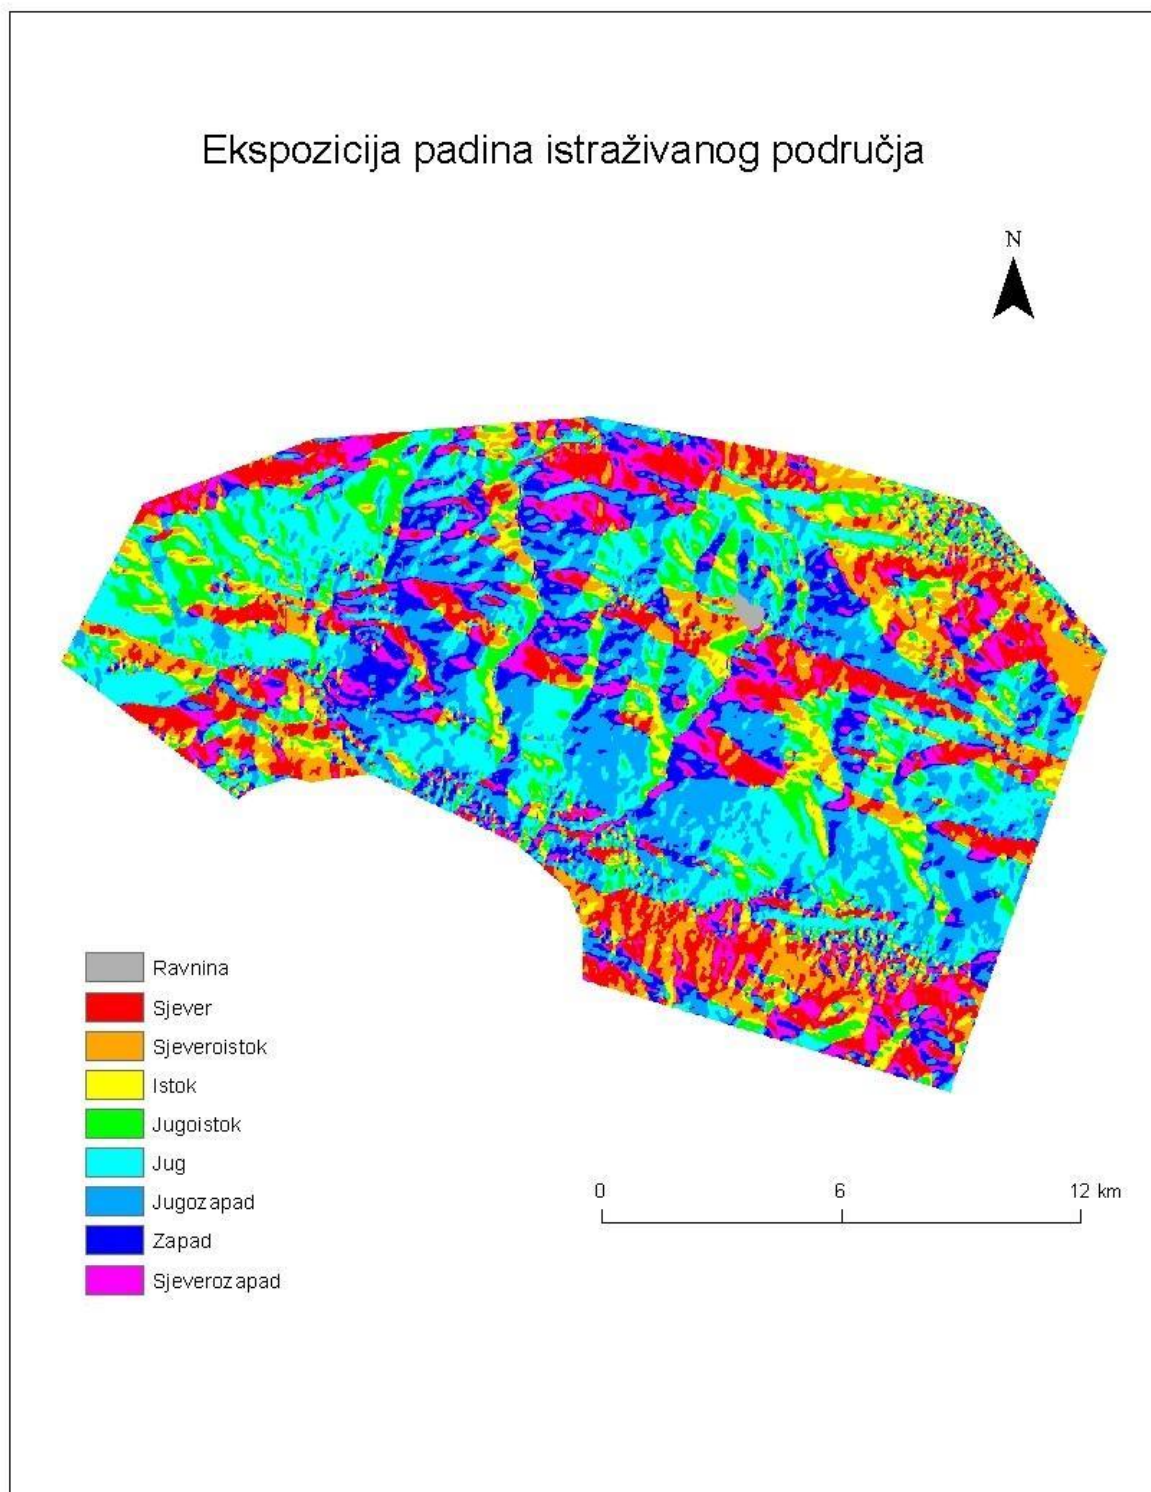 Ekspozicija padina istraživanog područja
N
Ravnina
Sjever
Sjeveroistok
Istok
Jugoistok
Jug
Jugozapad
Zapad
Sjeverozapad
0 6 12 km